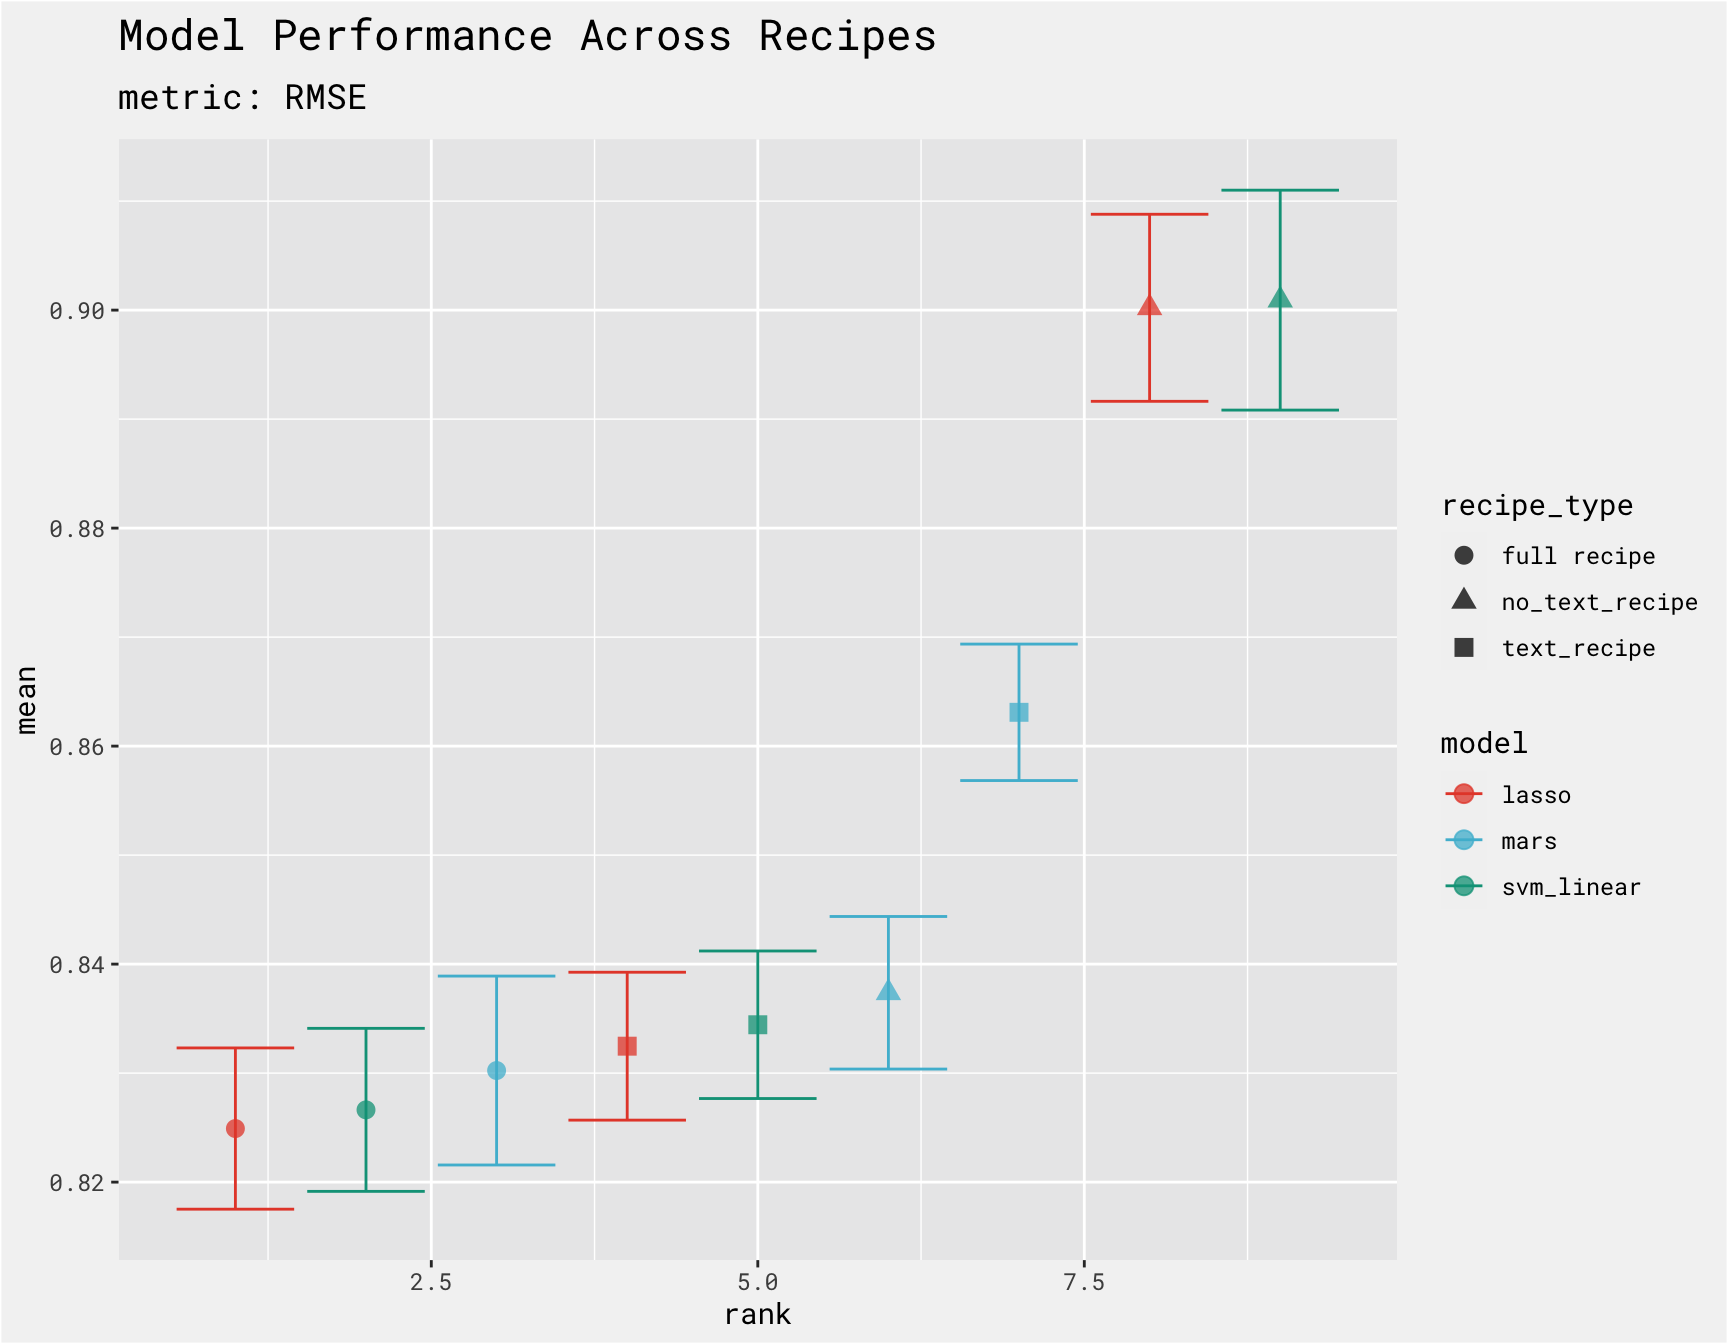 Model Performance Across Recipes
metric: RMSE
mean
0.90
0.88
0.86
0.84
0.82
2.5
5.0
7.5
rank
recipe_type
full recipe
no_text_recipe
text_recipe
model
lasso
mars
svm_linear